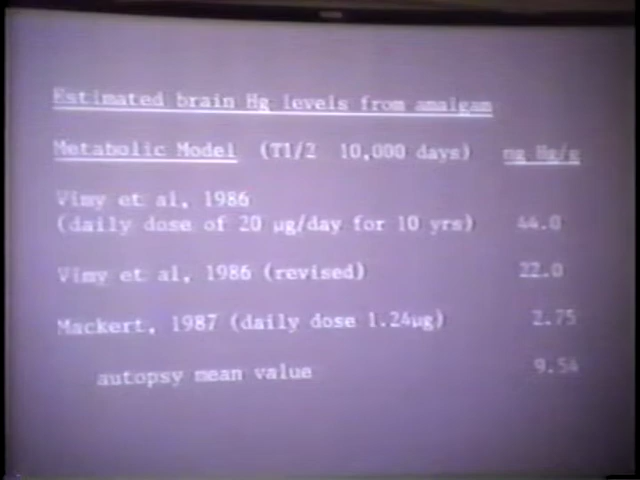 Estimated brain Hg levels from amalgam
Metabolic Model (T1/2 10,000 days) ng Hg/g
Vimy et al, 1986
(daily dose of 20 µg/day for 10 yrs) 44.0
Vimy et al, 1986 (revised) 22.0
Mackert, 1987 (daily dose 1.24µg) 2.75
autopsy mean value 9.54